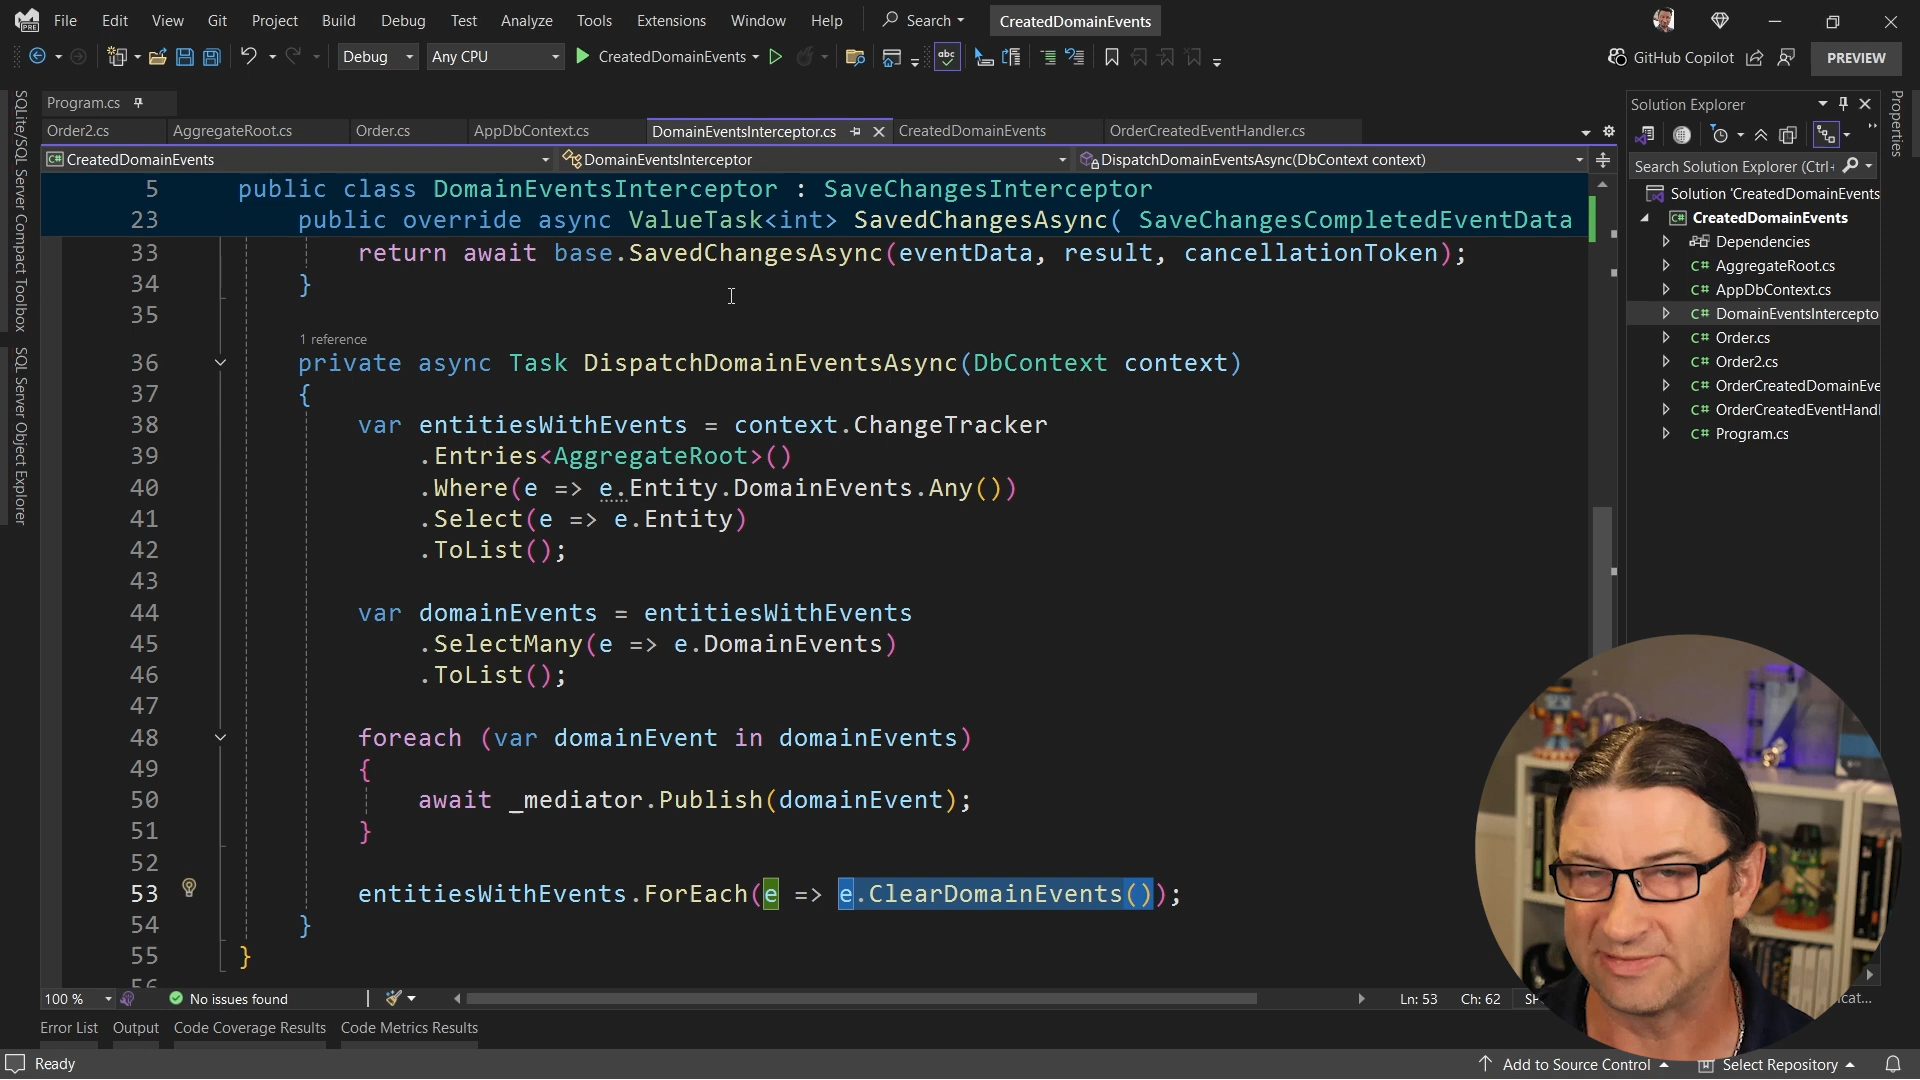 File Edit View Git Project Build Debug Test Analyze Tools Extensions Window Help Search CreatedDomainEvents
Debug Any CPU CreatedDomainEvents GitHub Copilot PREVIEW
Program.cs
Order2.cs AggregateRoot.cs Order.cs AppDbContext.cs DomainEventsInterceptor.cs CreatedDomainEvents OrderCreatedEventHandler.cs
CreatedDomainEvents DomainEventsInterceptor DispatchDomainEventsAsync(DbContext context)
5 public class DomainEventsInterceptor : SaveChangesInterceptor
23 public override async ValueTask<int> SavedChangesAsync( SaveChangesCompletedEventData
33 return await base.SavedChangesAsync(eventData, result, cancellationToken);
34 }
35
1 reference
36 private async Task DispatchDomainEventsAsync(DbContext context)
37 {
38 var entitiesWithEvents = context.ChangeTracker
39 .Entries<AggregateRoot>()
40 .Where(e => e.Entity.DomainEvents.Any())
41 .Select(e => e.Entity)
42 .ToList();
43
44 var domainEvents = entitiesWithEvents
45 .SelectMany(e => e.DomainEvents)
46 .ToList();
47
48 foreach (var domainEvent in domainEvents)
49 {
50 await _mediator.Publish(domainEvent);
51 }
52
53 entitiesWithEvents.ForEach(e => e.ClearDomainEvents());
54 }
55 }
56
100 % No issues found Ln: 53 Ch: 62
Error List Output Code Coverage Results Code Metrics Results
Ready Add to Source Control Select Repository
SQLite/SQL Server Compact Toolbox
SQL Server Object Explorer
Solution Explorer
Search Solution Explorer (Ctrl+
Solution 'CreatedDomainEvents
CreatedDomainEvents
Dependencies
AggregateRoot.cs
AppDbContext.cs
DomainEventsIntercepto
Order.cs
Order2.cs
OrderCreatedDomainEve
OrderCreatedEventHandl
Program.cs
Properties